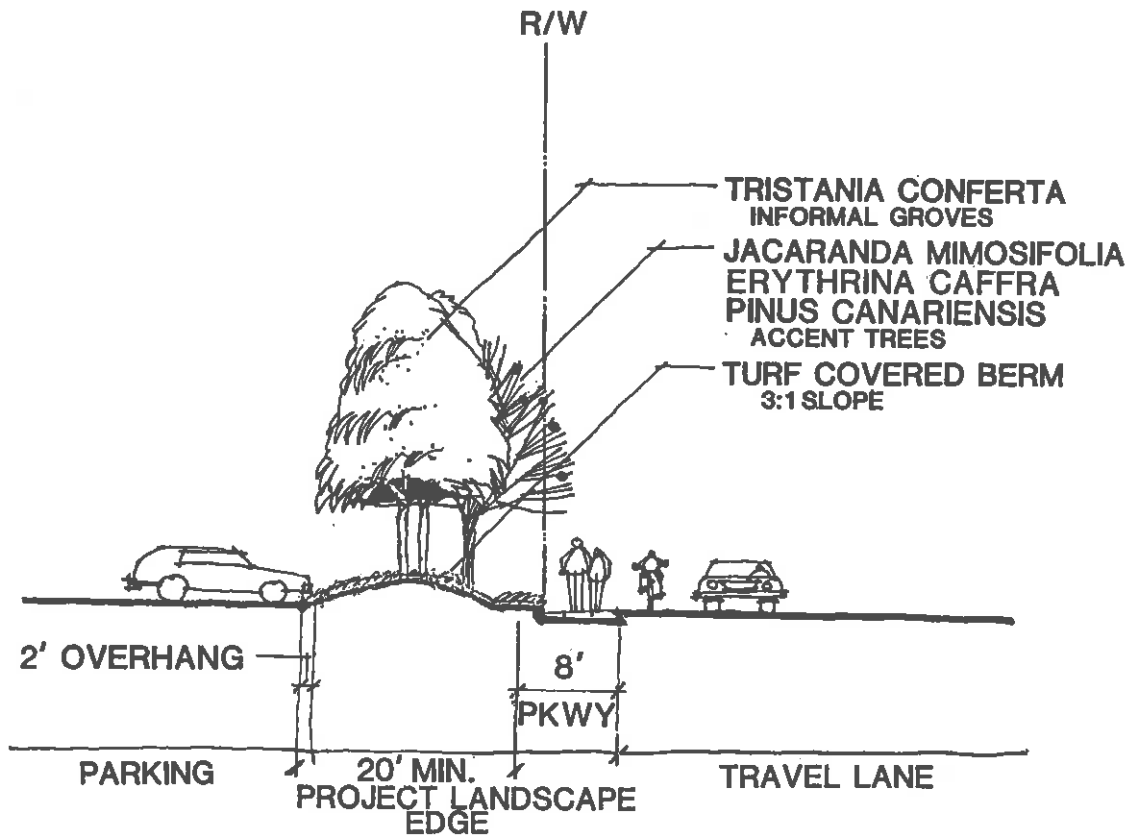 R/W
TRISTANIA CONFERTA
INFORMAL GROVES
JACARANDA MIMOSIFOLIA
ERYTHRINA CAFFRA
PINUS CANARIENSIS
ACCENT TREES
TURF COVERED BERM
3:1 SLOPE
2' OVERHANG
8'
PKWY
PARKING
20' MIN.
PROJECT LANDSCAPE
EDGE
TRAVEL LANE